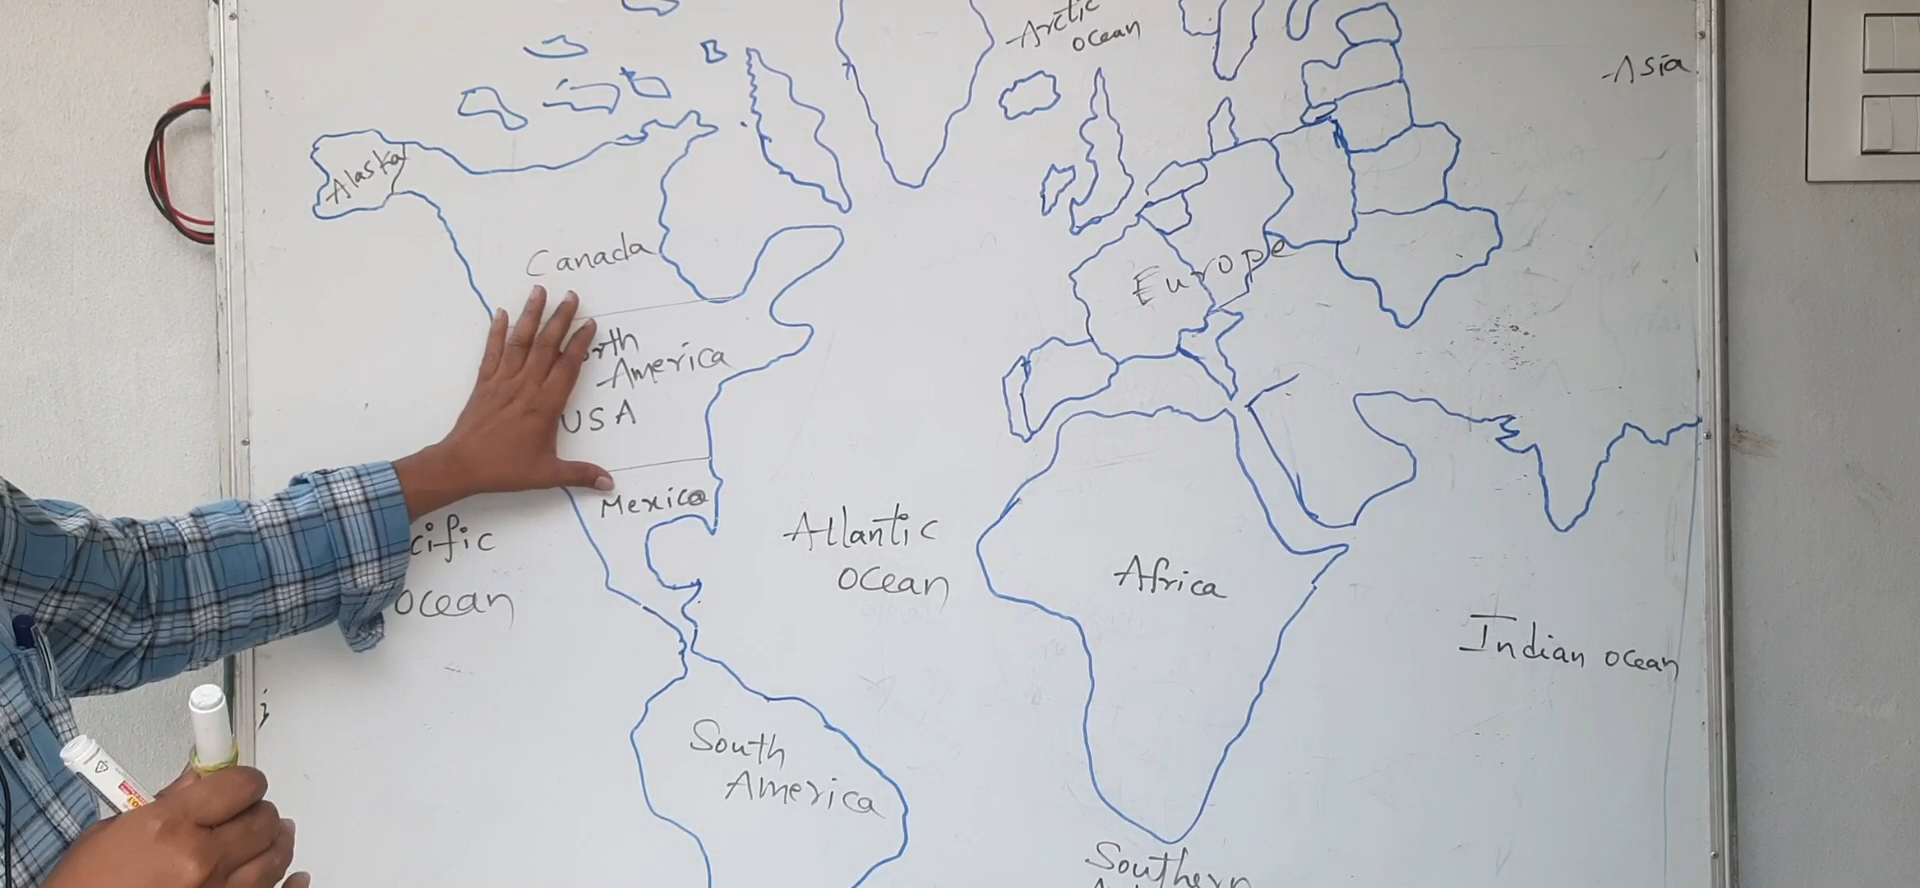 Arctic
ocean
Asia
Alaska
Canada
Europe
America
USA
Mexico
Atlantic
ocean
cific
ocean
Africa
Indian ocean
South
America
Southern